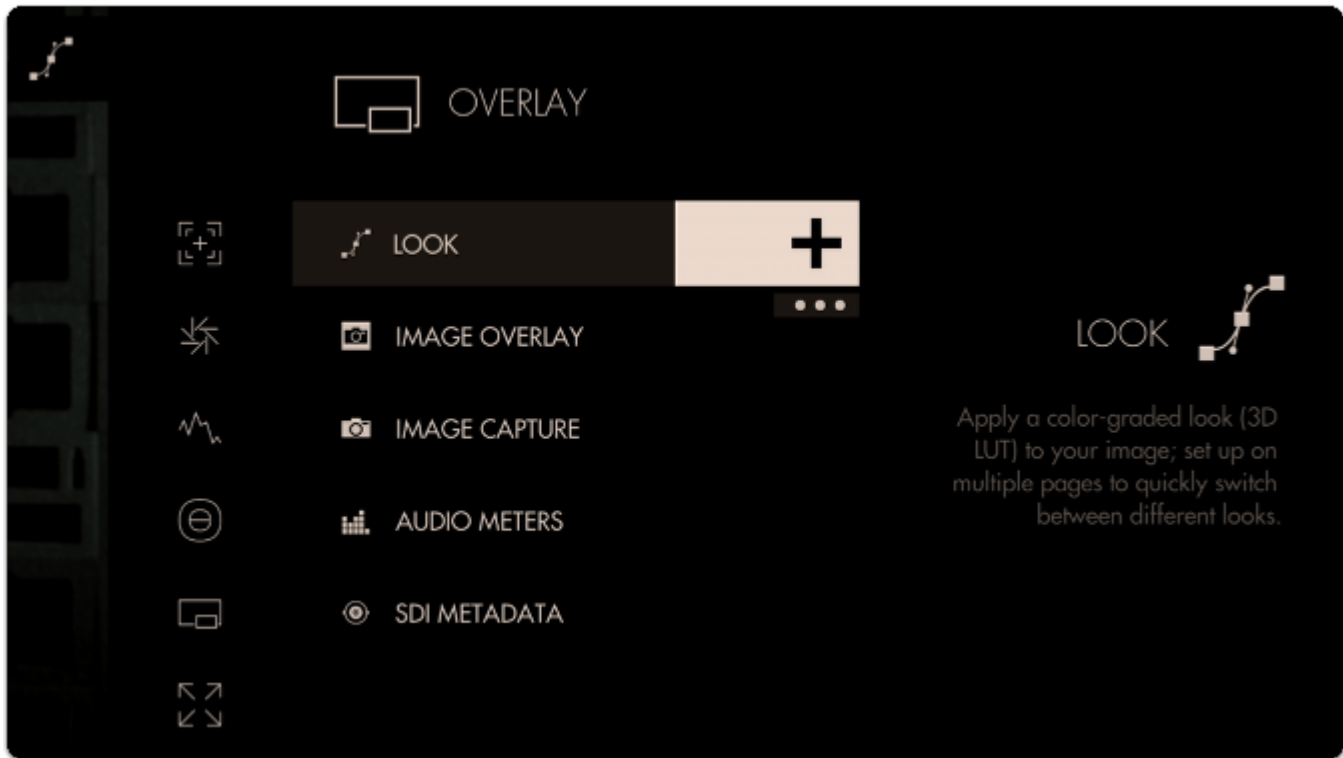 OVERLAY
LOOK
IMAGE OVERLAY
IMAGE CAPTURE
AUDIO METERS
SDI METADATA
LOOK
Apply a color-graded look (3D
LUT) to your image; set up on
multiple pages to quickly switch
between different looks.